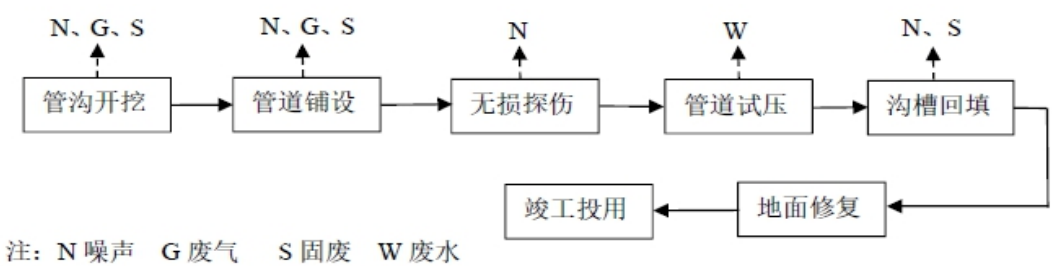 N、G、S N、G、S N W N、S
管沟开挖 管道铺设 无损探伤 管道试压 沟槽回填
竣工投用 地面修复
注：N 噪声 G 废气 S 固废 W 废水